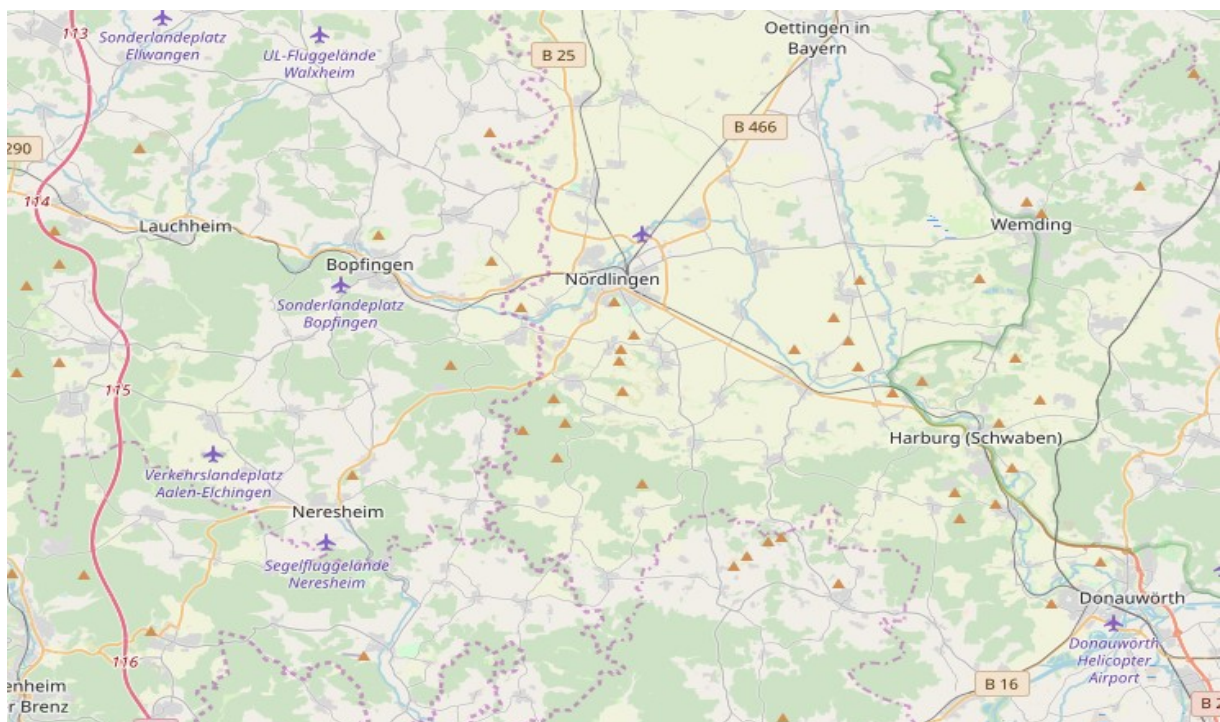 113
Sonderlandeplatz
Ellwangen
UL-Fluggelände
Walxheim
B 25
Oettingen in
Bayern
B 466
290
114
Lauchheim
Bopfingen
Sonderlandeplatz
Bopfingen
Nördlingen
Wemding
115
Harburg (Schwaben)
Verkehrslandeplatz
Aalen-Elchingen
Neresheim
Segelfluggelände
Neresheim
Donauwörth
Donauwörth
Helicopter
Airport
116
enheim
r Brenz
B 16
B 2